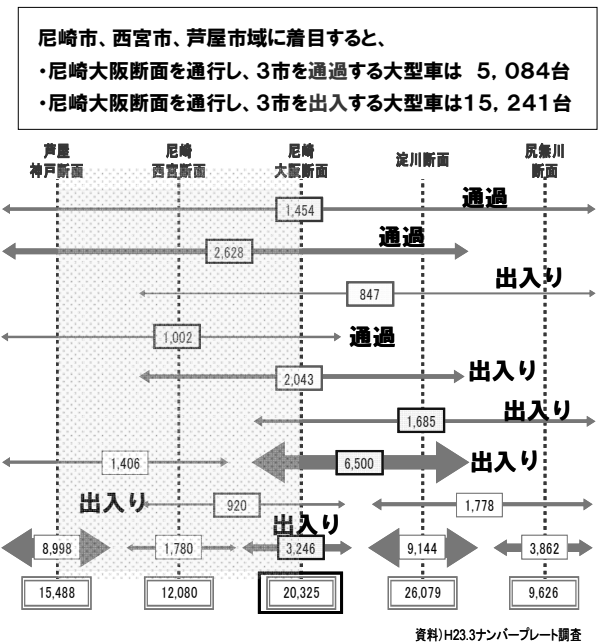 尼崎市、西宮市、芦屋市域に着目すると、
・尼崎大阪断面を通行し、3市を通過する大型車は 5,084台
・尼崎大阪断面を通行し、3市を出入する大型車は15,241台
芦屋
神戸断面
尼崎
西宮断面
尼崎
大阪断面
淀川断面
尻無川
断面
1,454
通過
2,628
通過
847
出入り
1,002
通過
2,043
出入り
1,685
出入り
1,406
6,500
出入り
出入り
920
1,778
出入り
8,998
1,780
3,246
9,144
3,862
15,488
12,080
20,325
26,079
9,626
資料)H23.3ナンバープレート調査